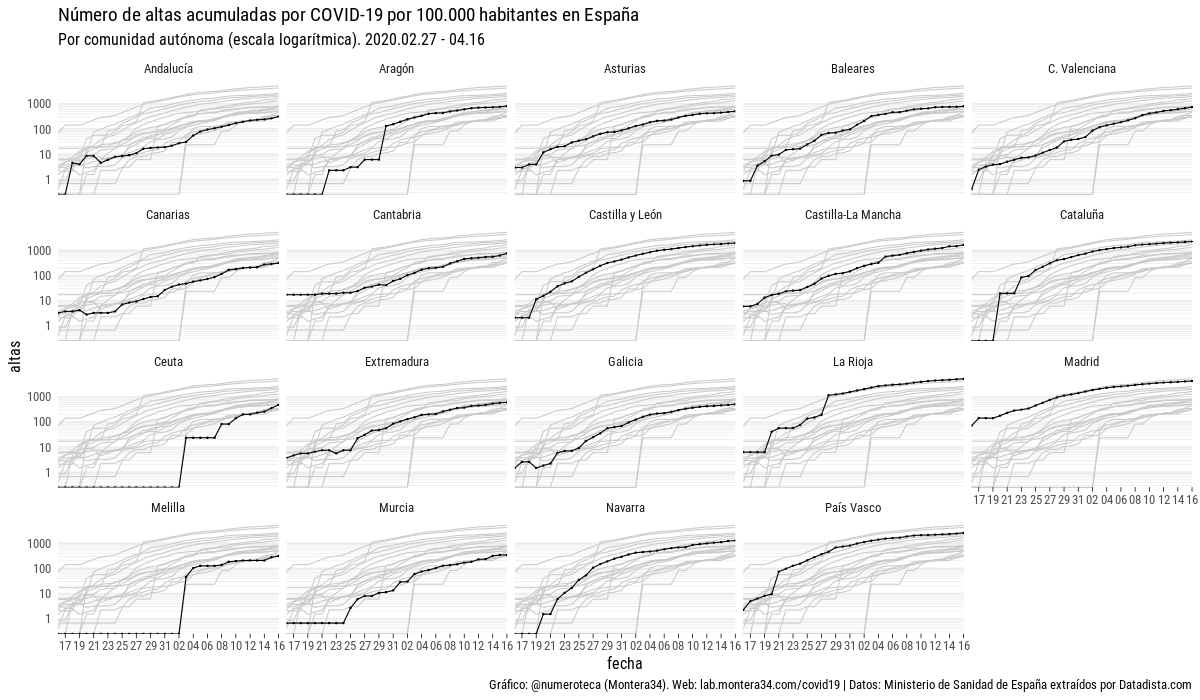 Número de altas acumuladas por COVID-19 por 100.000 habitantes en España
Por comunidad autónoma (escala logarítmica). 2020.02.27 - 04.16
Andalucía Aragón Asturias Baleares C. Valenciana
1000
100
10
1
Canarias Cantabria Castilla y León Castilla-La Mancha Cataluña
1000
100
10
1
altas
Ceuta Extremadura Galicia La Rioja Madrid
1000
100
10
1
17 19 21 23 25 27 29 31 02 04 06 08 10 12 14 16
Melilla Murcia Navarra País Vasco
1000
100
10
1
17 19 21 23 25 27 29 31 02 04 06 08 10 12 14 16 17 19 21 23 25 27 29 31 02 04 06 08 10 12 14 16 17 19 21 23 25 27 29 31 02 04 06 08 10 12 14 16 17 19 21 23 25 27 29 31 02 04 06 08 10 12 14 16
fecha
Gráfico: @numeroteca (Montera34). Web: lab.montera34.com/covid19 | Datos: Ministerio de Sanidad de España extraídos por Datadista.com